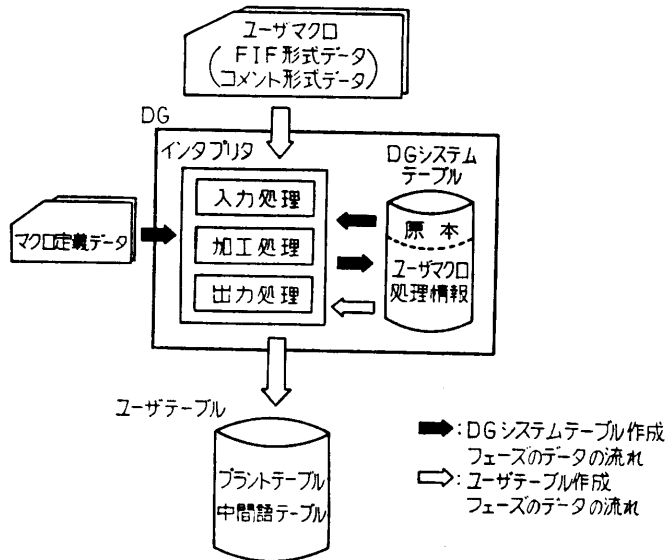 ユーザマクロ
(FIF形式データ
コメント形式データ)
DG
インタプリタ
DGシステム
テーブル
入力処理
原本
マクロ定義データ
加工処理
ユーザマクロ
処理情報
出力処理
ユーザテーブル
プラントテーブル
中間語テーブル
:DGシステムテーブル作成
フェーズのデータの流れ
:ユーザテーブル作成
フェーズのデータの流れ